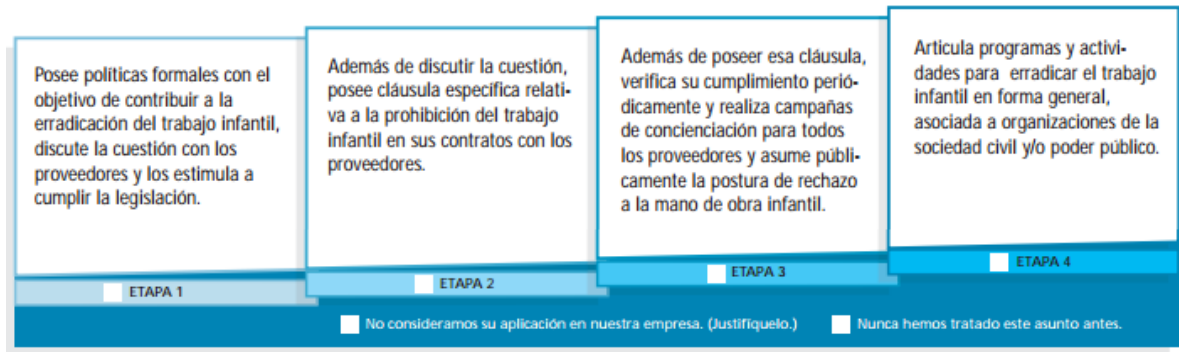 Posee políticas formales con el
objetivo de contribuir a la
erradicación del trabajo infantil,
discute la cuestión con los
proveedores y los estimula a
cumplir la legislación.
ETAPA 1
Además de discutir la cuestión,
posee cláusula específica relati-
va a la prohibición del trabajo
infantil en sus contratos con los
proveedores.
ETAPA 2
Además de poseer esa cláusula,
verifica su cumplimiento perió-
dicamente y realiza campañas
de concienciación para todos
los proveedores y asume públi-
camente la postura de rechazo
a la mano de obra infantil.
ETAPA 3
Articula programas y activi-
dades para erradicar el trabajo
infantil en forma general,
asociada a organizaciones de la
sociedad civil y/o poder público.
ETAPA 4
No consideramos su aplicación en nuestra empresa. (Justifíquelo.)
Nunca hemos tratado este asunto antes.